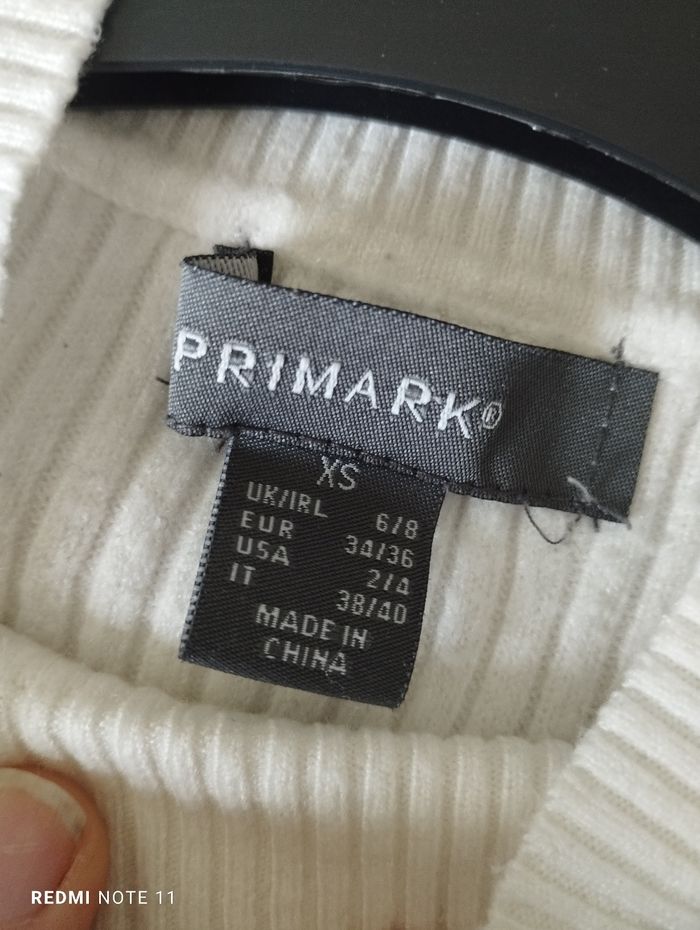 PRIMARK®
XS
UK/IRL 6/8
EUR 34/36
USA 2/4
IT 38/40
MADE IN
CHINA
REDMI NOTE 11